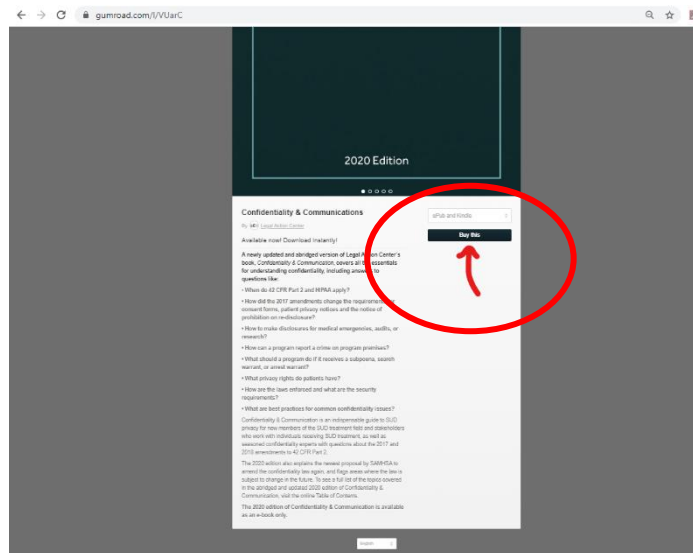 gumroad.com/l/VUarC
2020 Edition
Confidentiality & Communications
By Legal Action Center
Available now! Download Instantly!
A newly updated and abridged version of Legal Action Center's
book, Confidentiality & Communication, covers all the essentials
for understanding confidentiality, including answers to
questions like:
• When do 42 CFR Part 2 and HIPAA apply?
• How did the 2017 amendments change the requirements for
consent forms, patient privacy notices and the notice of
prohibition on re-disclosure?
• How to make disclosures for medical emergencies, audits, or
research?
• How can a program report a crime on program premises?
• What should a program do if it receives a subpoena, search
warrant, or arrest warrant?
• What privacy rights do patients have?
• How are the laws enforced and what are the security
requirements?
• What are best practices for common confidentiality issues?
Confidentiality & Communication is an indispensable guide to SUD
privacy for new members of the SUD treatment field and stakeholders
who work with individuals receiving SUD treatment, as well as
seasoned confidentiality experts with questions about the 2017 and
2018 amendments to 42 CFR Part 2.
The 2020 edition also explains the newest proposal by SAMHSA to
amend the confidentiality law again, and flags areas where the law is
subject to change in the future. To see a full list of the topics covered
in the abridged and updated 2020 edition of Confidentiality &
Communication, visit the online Table of Contents.
The 2020 edition of Confidentiality & Communication is available
as an e-book only.
ePub and Kindle
Buy this
English